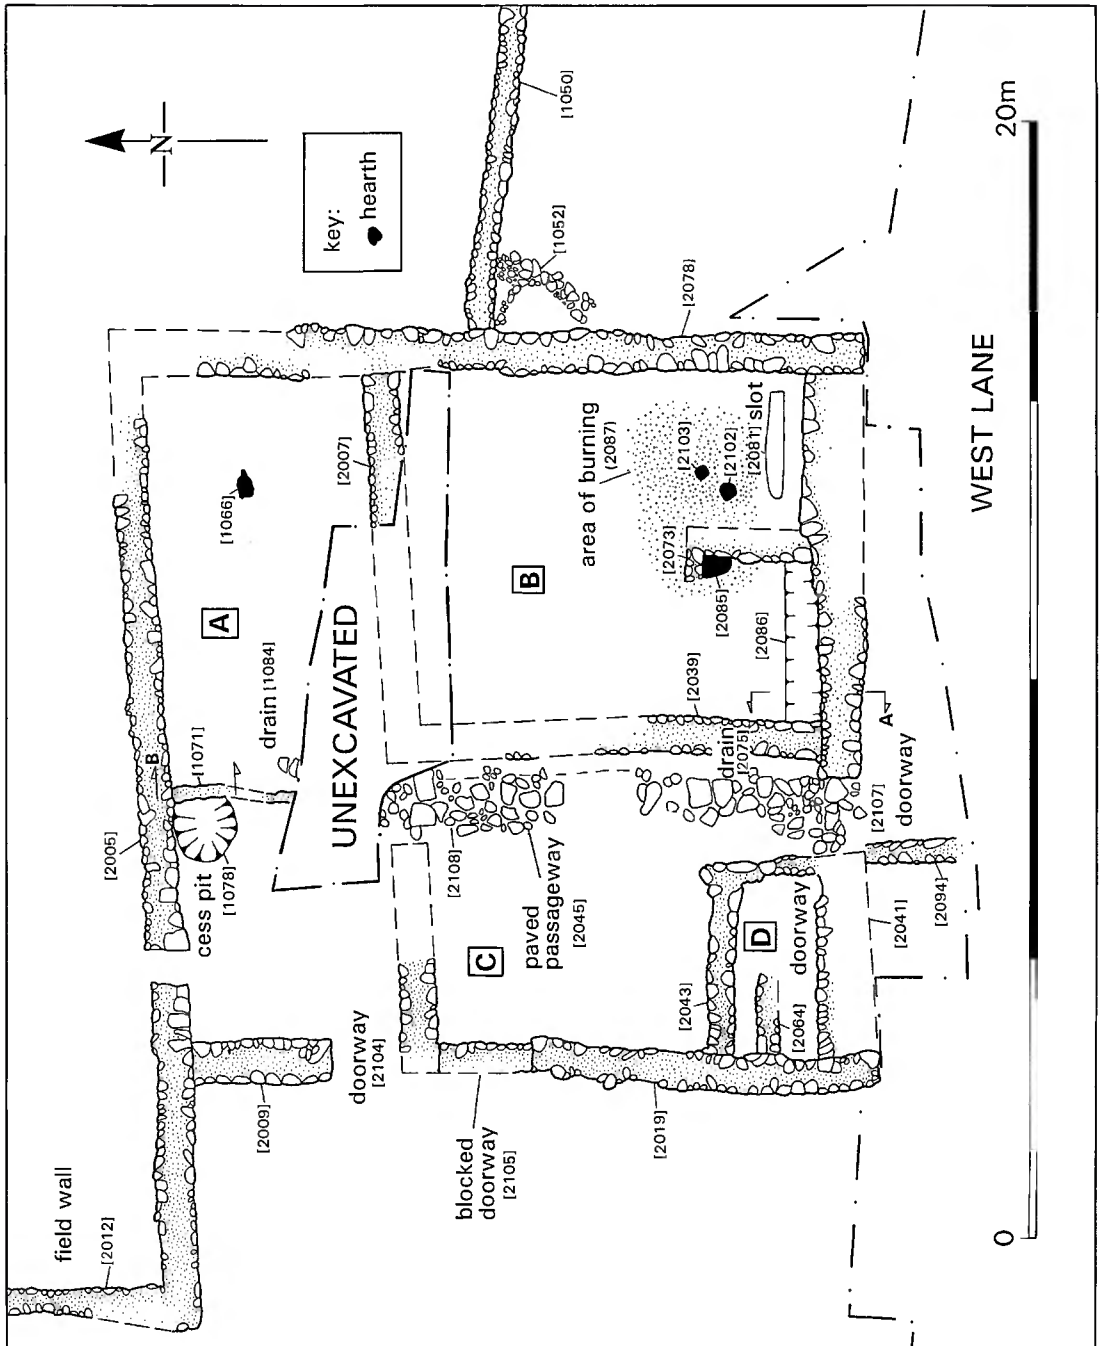 field wall
[2012]
[2005]
[2009]
doorway
[2104]
blocked
doorway
[2105]
[2019]
cess pit
[1078]
[1071]
B
drain [1084]
UNEXCAVATED
A
[1066]
[2007]
N
key:
hearth
[1050]
[1052]
[2078]
C
[2108]
paved
passageway
[2045]
[2043]
D
doorway
[2064]
[2041]
[2094]
[2107]
doorway
drain
[2075]
[2039]
A
B
area of burning
(2087)
[2073]
[2085]
[2086]
[2103]
[2102]
[2081] slot
WEST LANE
0
20m